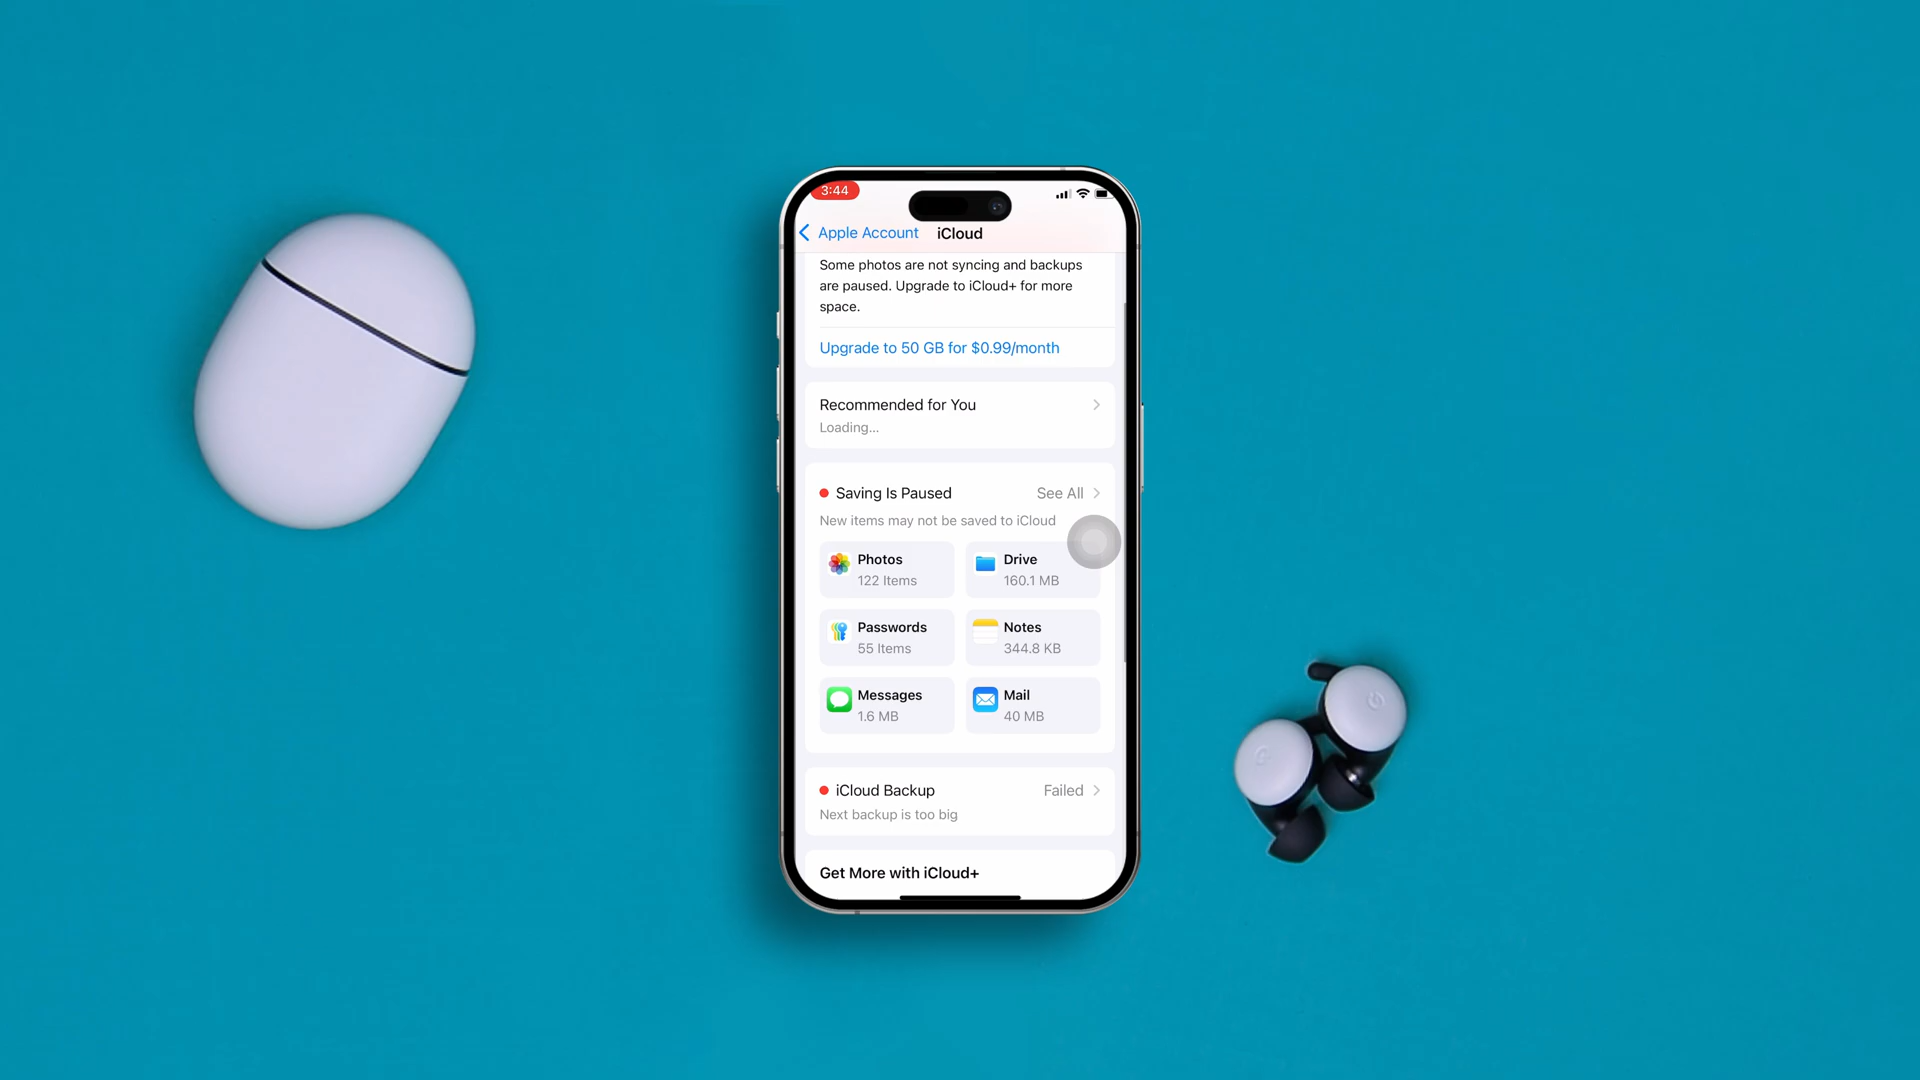 3:44
Apple Account
iCloud
Some photos are not syncing and backups
are paused. Upgrade to iCloud+ for more
space.
Upgrade to 50 GB for $0.99/month
Recommended for You
Loading...
Saving Is Paused
See All
New items may not be saved to iCloud
Photos
122 Items
Drive
160.1 MB
Passwords
55 Items
Notes
344.8 KB
Messages
1.6 MB
Mail
40 MB
iCloud Backup
Failed
Next backup is too big
Get More with iCloud+
G
G